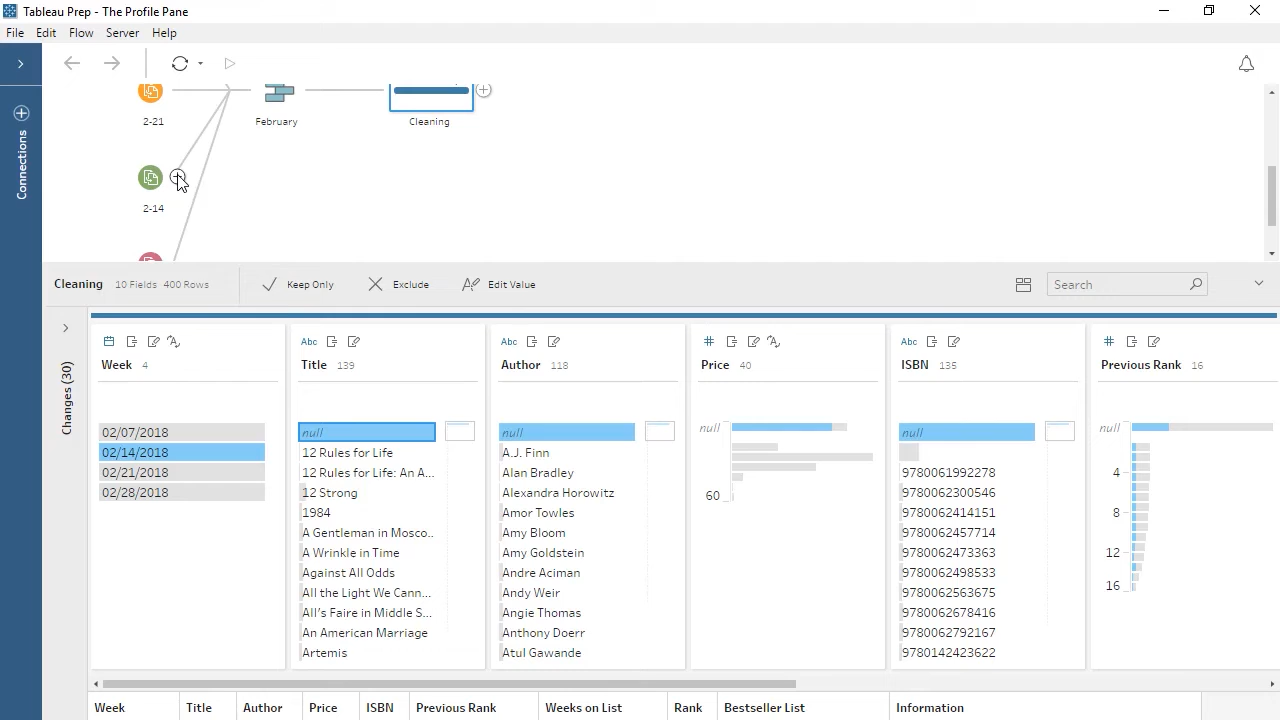 Tableau Prep - The Profile Pane
File Edit Flow Server Help
Connections
2-21
February
Cleaning
2-14
Cleaning 10 Fields 400 Rows Keep Only Exclude Edit Value Search
Changes (30)
Week 4
02/07/2018
02/14/2018
02/21/2018
02/28/2018
Abc
Title 139
null
12 Rules for Life
12 Rules for Life: An A...
12 Strong
1984
A Gentleman in Mosco...
A Wrinkle in Time
Against All Odds
All the Light We Cann...
All's Faire in Middle S...
An American Marriage
Artemis
Abc
Author 118
null
A.J. Finn
Alan Bradley
Alexandra Horowitz
Amor Towles
Amy Bloom
Amy Goldstein
Andre Aciman
Andy Weir
Angie Thomas
Anthony Doerr
Atul Gawande
#
Price 40
null
60
Abc
ISBN 135
null
9780061992278
9780062300546
9780062414151
9780062457714
9780062473363
9780062498533
9780062563675
9780062678416
9780062792167
9780142423622
#
Previous Rank 16
null
4
8
12
16
Week Title Author Price ISBN Previous Rank Weeks on List Rank Bestseller List Information